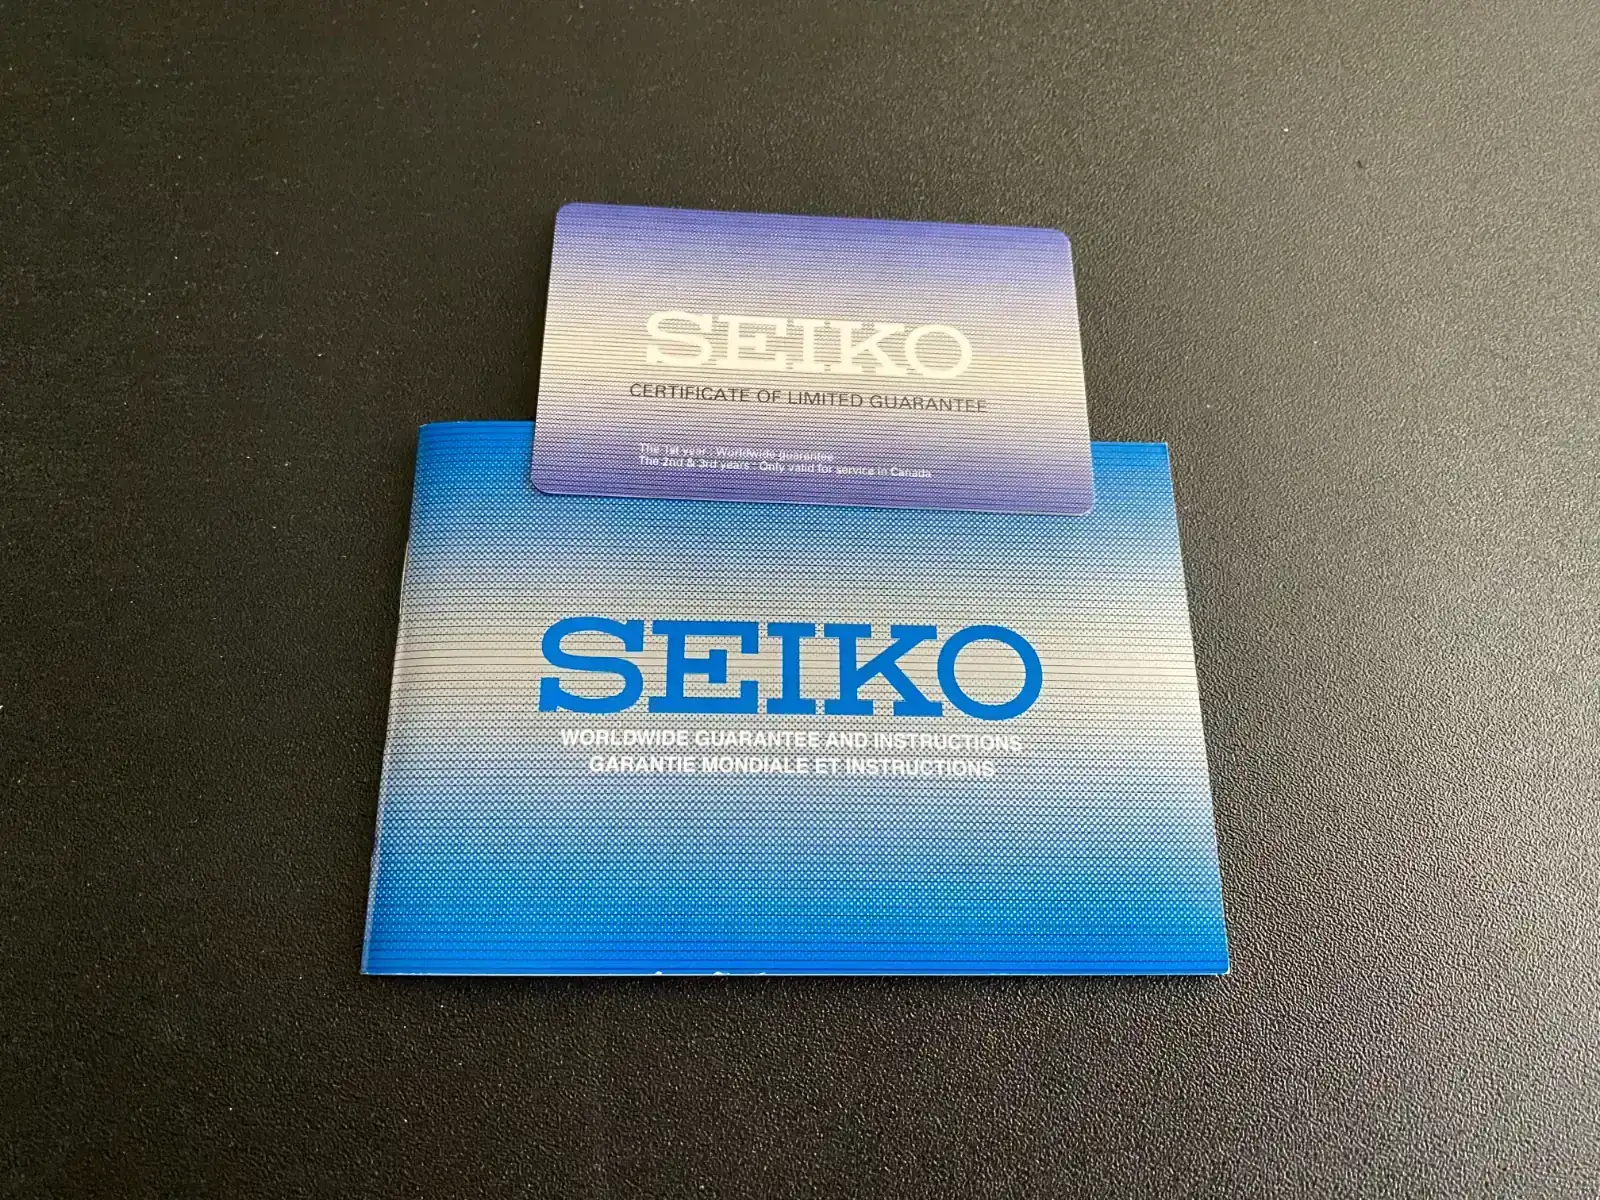 SEIKO
CERTIFICATE OF LIMITED GUARANTEE
The 1st year : Worldwide guarantee
The 2nd & 3rd years : Only valid for service in Canada
SEIKO
WORLDWIDE GUARANTEE AND INSTRUCTIONS
GARANTIE MONDIALE ET INSTRUCTIONS